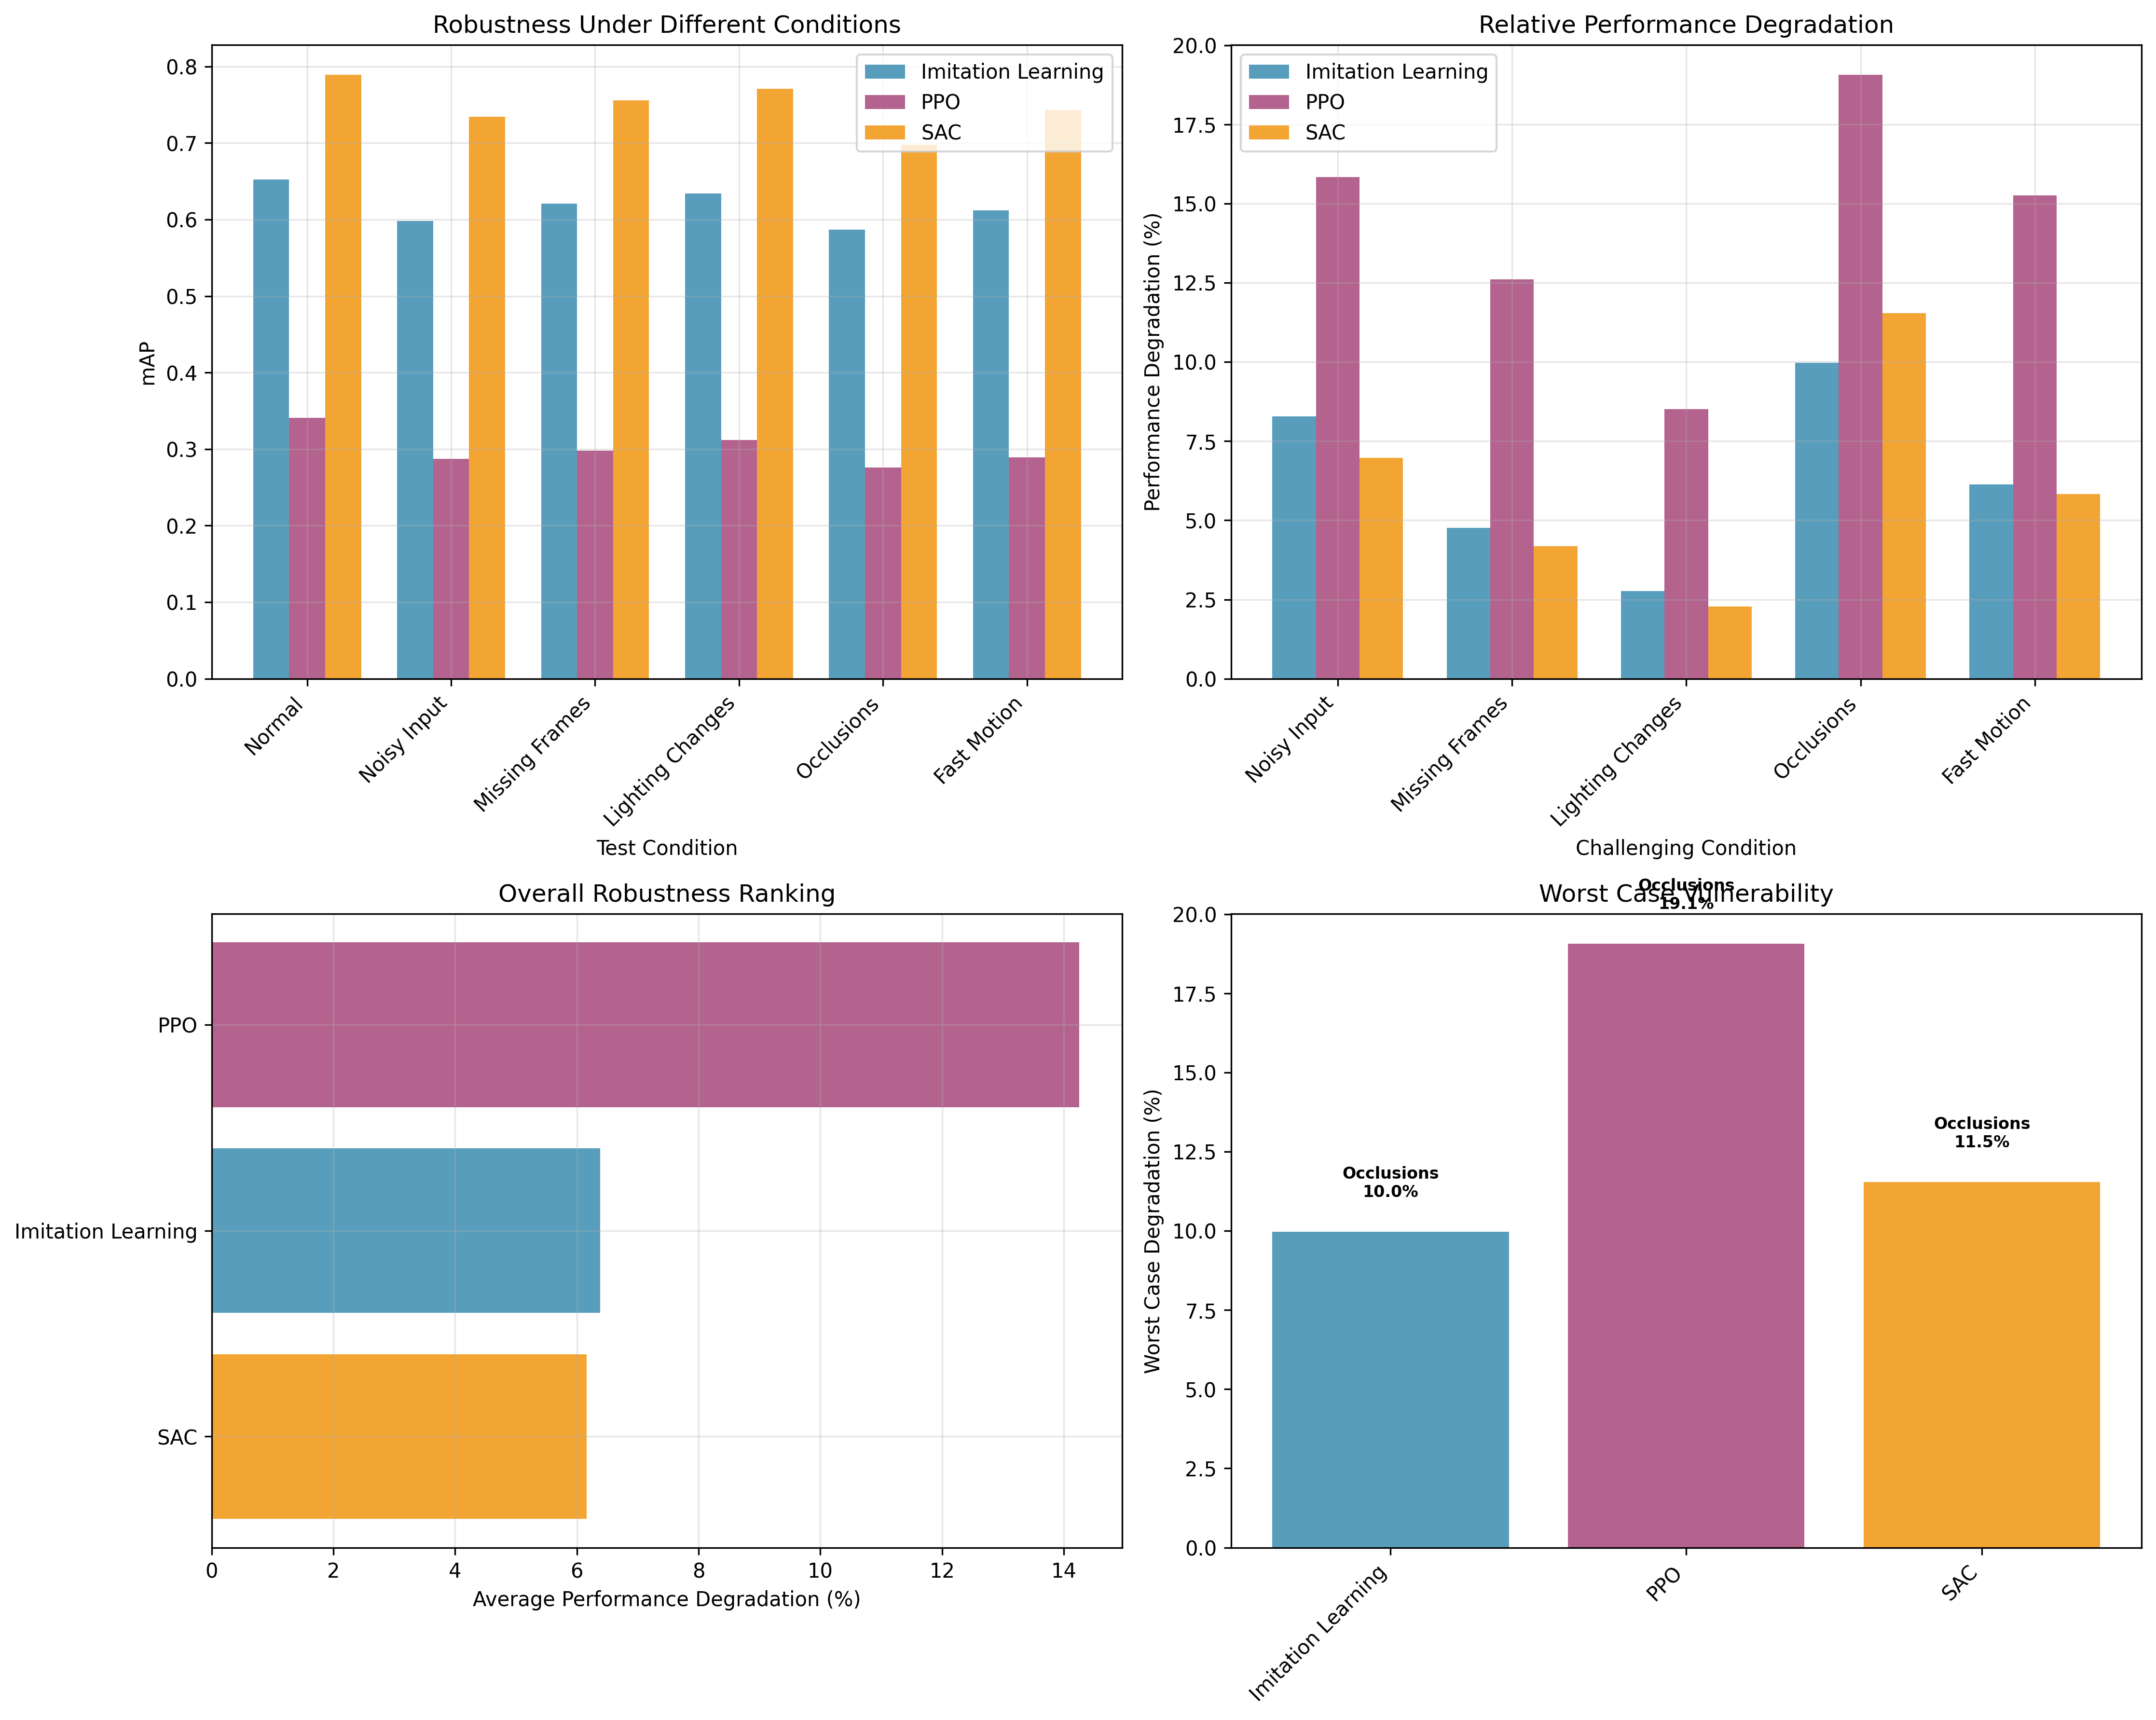 Robustness Under Different Conditions
mAP
0.8
0.7
0.6
0.5
0.4
0.3
0.2
0.1
0.0
Imitation Learning
PPO
SAC
Normal
Noisy Input
Missing Frames
Lighting Changes
Occlusions
Fast Motion
Test Condition
Relative Performance Degradation
Performance Degradation (%)
20.0
17.5
15.0
12.5
10.0
7.5
5.0
2.5
0.0
Imitation Learning
PPO
SAC
Noisy Input
Missing Frames
Lighting Changes
Occlusions
Fast Motion
Challenging Condition
Overall Robustness Ranking
PPO
Imitation Learning
SAC
0 2 4 6 8 10 12 14
Average Performance Degradation (%)
Worst Case Vulnerability
Worst Case Degradation (%)
20.0
17.5
15.0
12.5
10.0
7.5
5.0
2.5
0.0
Occlusions
10.0%
Occlusions
19.1%
Occlusions
11.5%
Imitation Learning
PPO
SAC